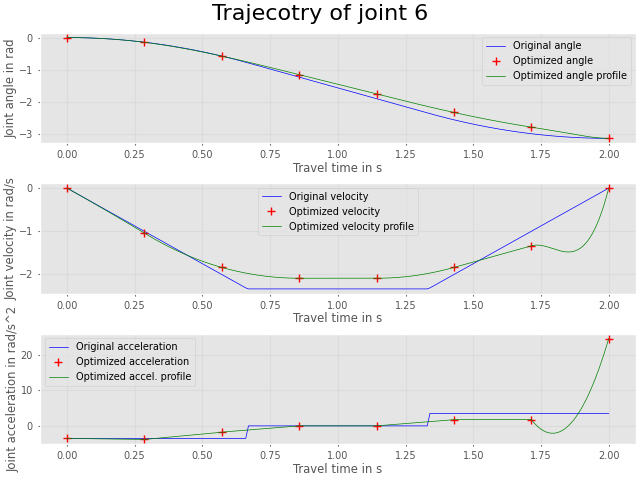 Trajecotry of joint 6
Joint angle in rad
0
−1
−2
−3
Original angle
Optimized angle
Optimized angle profile
0.00 0.25 0.50 0.75 1.00 1.25 1.50 1.75 2.00
Travel time in s
Joint velocity in rad/s
0
−1
−2
Original velocity
Optimized velocity
Optimized velocity profile
0.00 0.25 0.50 0.75 1.00 1.25 1.50 1.75 2.00
Travel time in s
Joint acceleration in rad/s^2
20
10
0
Original acceleration
Optimized acceleration
Optimized accel. profile
0.00 0.25 0.50 0.75 1.00 1.25 1.50 1.75 2.00
Travel time in s